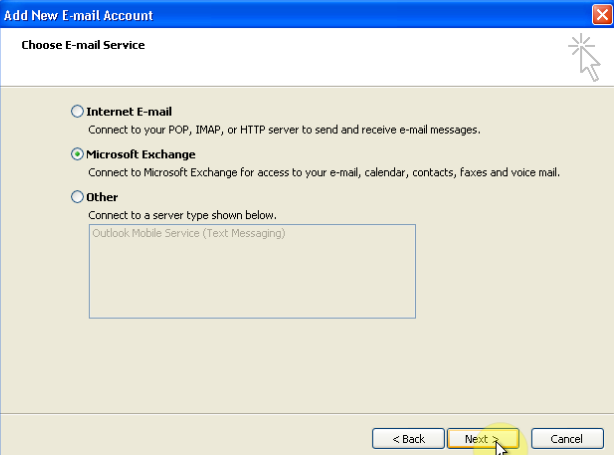 Add New E-mail Account
Choose E-mail Service
Internet E-mail
Connect to your POP, IMAP, or HTTP server to send and receive e-mail messages.
Microsoft Exchange
Connect to Microsoft Exchange for access to your e-mail, calendar, contacts, faxes and voice mail.
Other
Connect to a server type shown below.
Outlook Mobile Service (Text Messaging)
< Back Next > Cancel